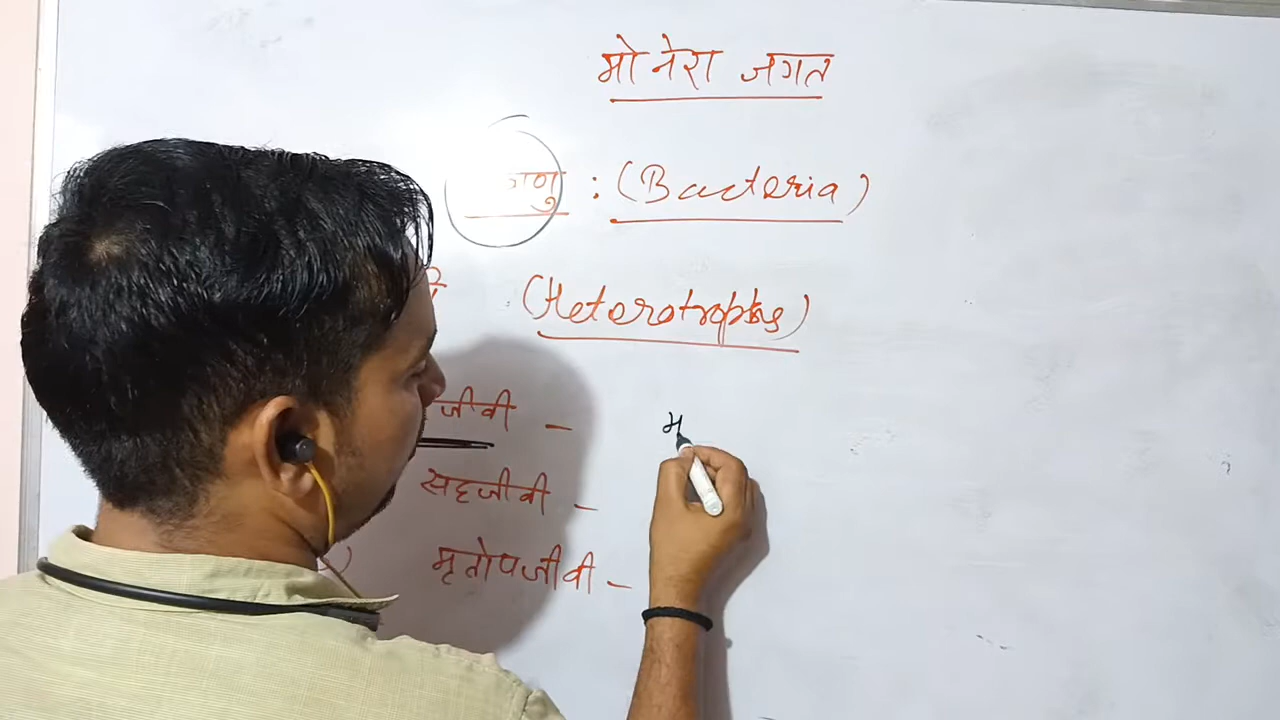 मोनेरा जगत
: (Bacteria)
(Heterotrophs)
जीवी -
सहजीवी -
मृतोपजीवी -